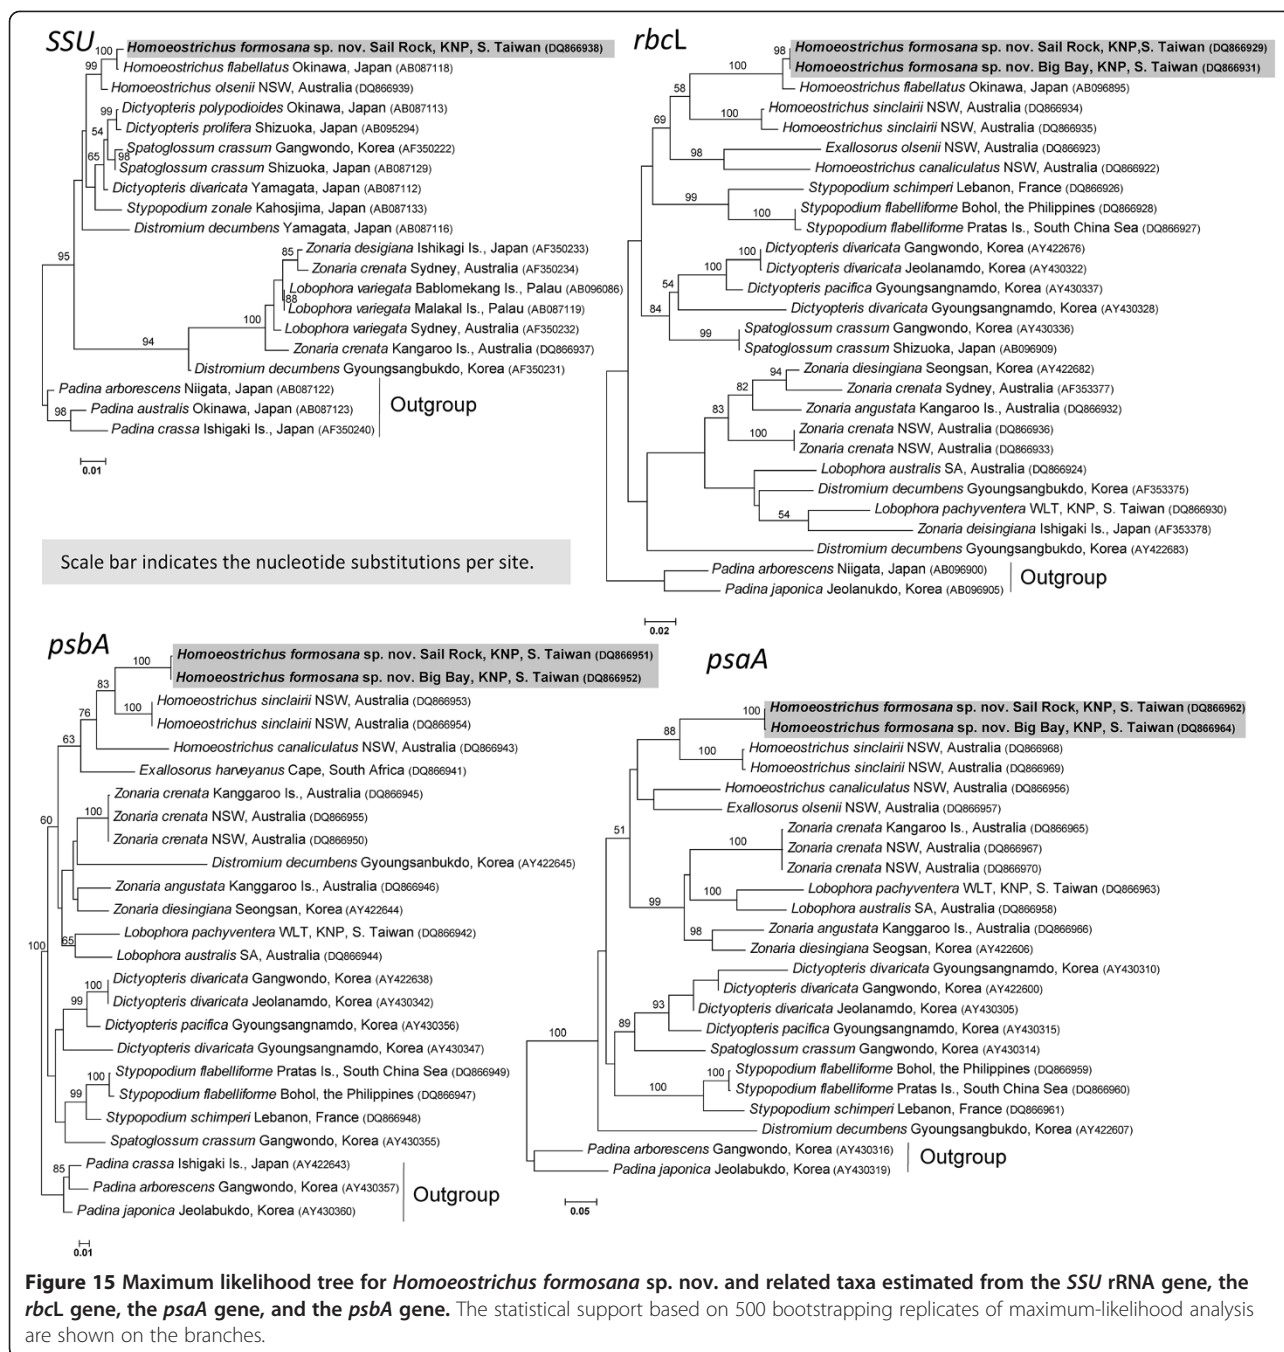 SSU
100
Homoeostrichus formosana sp. nov. Sail Rock, KNP, S. Taiwan (DQ866938)
99
Homoeostrichus flabellatus Okinawa, Japan (AB087118)
Homoeostrichus olsenii NSW, Australia (DQ866939)
Dictyopteris polypodioides Okinawa, Japan (AB087113)
99
Dictyopteris prolifera Shizuoka, Japan (AB095294)
54
Spatoglossum crassum Gangwondo, Korea (AF350222)
65
98
Spatoglossum crassum Shizuoka, Japan (AB087129)
Dictyopteris divaricata Yamagata, Japan (AB087112)
Stypopodium zonale Kahosjima, Japan (AB087133)
Distromium decumbens Yamagata, Japan (AB087116)
95
85
Zonaria desigiana Ishikagi Is., Japan (AF350233)
Zonaria crenata Sydney, Australia (AF350234)
Lobophora variegata Bablomekang Is., Palau (AB096086)
88
Lobophora variegata Malakal Is., Palau (AB087119)
100
Lobophora variegata Sydney, Australia (AF350232)
94
Zonaria crenata Kangaroo Is., Australia (DQ866937)
Distromium decumbens Gyoungsangbukdo, Korea (AF350231)
Padina arborescens Niigata, Japan (AB087122)
98
Padina australis Okinawa, Japan (AB087123)
Padina crassa Ishigaki Is., Japan (AF350240)
Outgroup
0.01
Scale bar indicates the nucleotide substitutions per site.
rbcL
98
Homoeostrichus formosana sp. nov. Sail Rock, KNP,S. Taiwan (DQ866929)
100
Homoeostrichus formosana sp. nov. Big Bay, KNP, S. Taiwan (DQ866931)
58
Homoeostrichus flabellatus Okinawa, Japan (AB096895)
Homoeostrichus sinclairii NSW, Australia (DQ866934)
100
69
Homoeostrichus sinclairii NSW, Australia (DQ866935)
Exallosorus olsenii NSW, Australia (DQ866923)
98
Homoeostrichus canaliculatus NSW, Australia (DQ866922)
Stypopodium schimperi Lebanon, France (DQ866926)
99
Stypopodium flabelliforme Bohol, the Philippines (DQ866928)
100
Stypopodium flabelliforme Pratas Is., South China Sea (DQ866927)
Dictyopteris divaricata Gangwondo, Korea (AY422676)
100
100
Dictyopteris divaricata Jeolanamdo, Korea (AY430322)
54
Dictyopteris pacifica Gyoungsangnamdo, Korea (AY430337)
84
Dictyopteris divaricata Gyoungsangnamdo, Korea (AY430328)
Spatoglossum crassum Gangwondo, Korea (AY430336)
99
Spatoglossum crassum Shizuoka, Japan (AB096909)
Zonaria diesingiana Seongsan, Korea (AY422682)
94
82
Zonaria crenata Sydney, Australia (AF353377)
83
Zonaria angustata Kangaroo Is., Australia (DQ866932)
Zonaria crenata NSW, Australia (DQ866936)
100
Zonaria crenata NSW, Australia (DQ866933)
Lobophora australis SA, Australia (DQ866924)
Distromium decumbens Gyoungsangbukdo, Korea (AF353375)
Lobophora pachyventera WLT, KNP, S. Taiwan (DQ866930)
54
Zonaria deisingiana Ishigaki Is., Japan (AF353378)
Distromium decumbens Gyoungsangbukdo, Korea (AY422683)
Padina arborescens Niigata, Japan (AB096900)
Padina japonica Jeolanukdo, Korea (AB096905)
Outgroup
0.02
psbA
100
Homoeostrichus formosana sp. nov. Sail Rock, KNP, S. Taiwan (DQ866951)
Homoeostrichus formosana sp. nov. Big Bay, KNP, S. Taiwan (DQ866952)
83
Homoeostrichus sinclairii NSW, Australia (DQ866953)
100
76
Homoeostrichus sinclairii NSW, Australia (DQ866954)
63
Homoeostrichus canaliculatus NSW, Australia (DQ866943)
Exallosorus harveyanus Cape, South Africa (DQ866941)
Zonaria crenata Kanggaroo Is., Australia (DQ866945)
100
Zonaria crenata NSW, Australia (DQ866955)
60
Zonaria crenata NSW, Australia (DQ866950)
Distromium decumbens Gyoungsanbukdo, Korea (AY422645)
Zonaria angustata Kanggaroo Is., Australia (DQ866946)
Zonaria diesingiana Seongsan, Korea (AY422644)
Lobophora pachyventera WLT, KNP, S. Taiwan (DQ866942)
100
65
Lobophora australis SA, Australia (DQ866944)
Dictyopteris divaricata Gangwondo, Korea (AY422638)
100
99
Dictyopteris divaricata Jeolanamdo, Korea (AY430342)
Dictyopteris pacifica Gyoungsangnamdo, Korea (AY430356)
Dictyopteris divaricata Gyoungsangnamdo, Korea (AY430347)
Stypopodium flabelliforme Pratas Is., South China Sea (DQ866949)
100
99
Stypopodium flabelliforme Bohol, the Philippines (DQ866947)
Stypopodium schimperi Lebanon, France (DQ866948)
Spatoglossum crassum Gangwondo, Korea (AY430355)
Padina crassa Ishigaki Is., Japan (AY422643)
85
Padina arborescens Gangwondo, Korea (AY430357)
Padina japonica Jeolabukdo, Korea (AY430360)
Outgroup
0.01
psaA
100
Homoeostrichus formosana sp. nov. Sail Rock, KNP, S. Taiwan (DQ866962)
Homoeostrichus formosana sp. nov. Big Bay, KNP, S. Taiwan (DQ866964)
88
Homoeostrichus sinclairii NSW, Australia (DQ866968)
100
Homoeostrichus sinclairii NSW, Australia (DQ866969)
Homoeostrichus canaliculatus NSW, Australia (DQ866956)
Exallosorus olsenii NSW, Australia (DQ866957)
51
Zonaria crenata Kangaroo Is., Australia (DQ866965)
100
Zonaria crenata NSW, Australia (DQ866967)
Zonaria crenata NSW, Australia (DQ866970)
Lobophora pachyventera WLT, KNP, S. Taiwan (DQ866963)
100
99
Lobophora australis SA, Australia (DQ866958)
Zonaria angustata Kanggaroo Is., Australia (DQ866966)
98
Zonaria diesingiana Seogsan, Korea (AY422606)
Dictyopteris divaricata Gyoungsangnamdo, Korea (AY430310)
Dictyopteris divaricata Gangwondo, Korea (AY422600)
93
Dictyopteris divaricata Jeolanamdo, Korea (AY430305)
89
Dictyopteris pacifica Gyoungsangnamdo, Korea (AY430315)
100
Spatoglossum crassum Gangwondo, Korea (AY430314)
Stypopodium flabelliforme Bohol, the Philippines (DQ866959)
100
100
Stypopodium flabelliforme Pratas Is., South China Sea (DQ866960)
Stypopodium schimperi Lebanon, France (DQ866961)
Distromium decumbens Gyoungsangbukdo, Korea (AY422607)
Padina arborescens Gangwondo, Korea (AY430316)
Padina japonica Jeolabukdo, Korea (AY430319)
Outgroup
0.05
Figure 15 Maximum likelihood tree for Homoeostrichus formosana sp. nov. and related taxa estimated from the SSU rRNA gene, the
rbcL gene, the psaA gene, and the psbA gene. The statistical support based on 500 bootstrapping replicates of maximum-likelihood analysis
are shown on the branches.